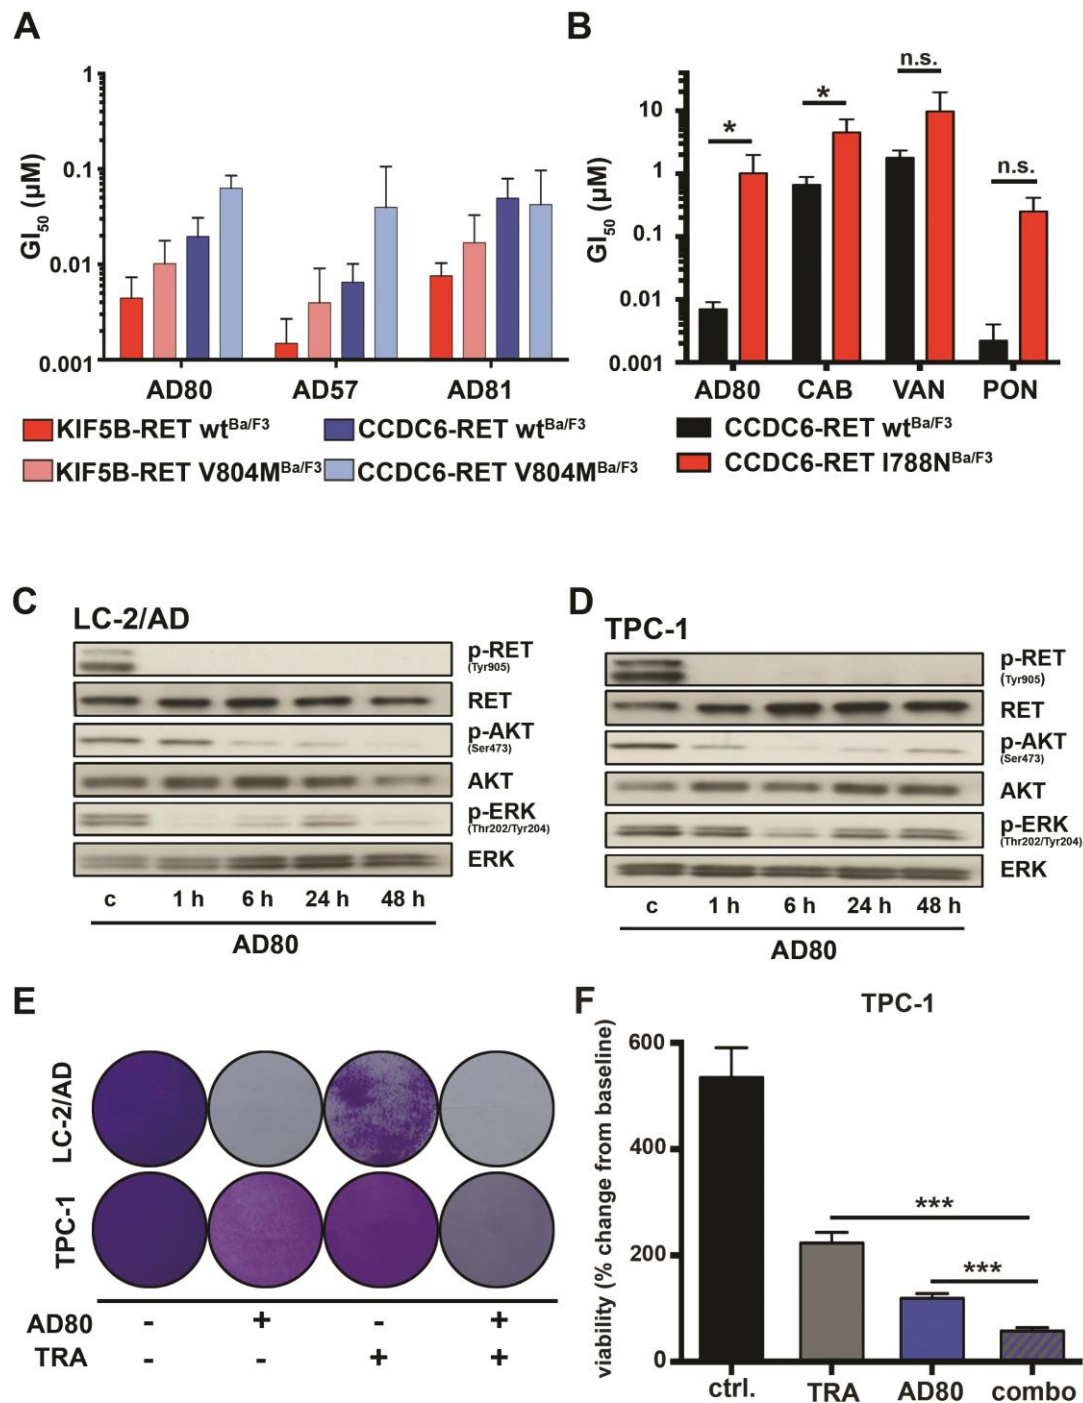 A
GI50 (µM)
1
0.1
0.01
0.001
AD80 AD57 AD81
KIF5B-RET wtBa/F3 CCDC6-RET wtBa/F3
KIF5B-RET V804MBa/F3 CCDC6-RET V804MBa/F3
B
GI50 (µM)
10
1
0.1
0.01
0.001
* * n.s. n.s.
AD80 CAB VAN PON
CCDC6-RET wtBa/F3
CCDC6-RET I788NBa/F3
C
LC-2/AD
p-RET
(Tyr905)
RET
p-AKT
(Ser473)
AKT
p-ERK
(Thr202/Tyr204)
ERK
c 1 h 6 h 24 h 48 h
AD80
D
TPC-1
p-RET
(Tyr905)
RET
p-AKT
(Ser473)
AKT
p-ERK
(Thr202/Tyr204)
ERK
c 1 h 6 h 24 h 48 h
AD80
E
LC-2/AD
TPC-1
AD80 - + - +
TRA - - + +
F
TPC-1
viability (% change from baseline)
600
400
200
0
***
***
ctrl. TRA AD80 combo